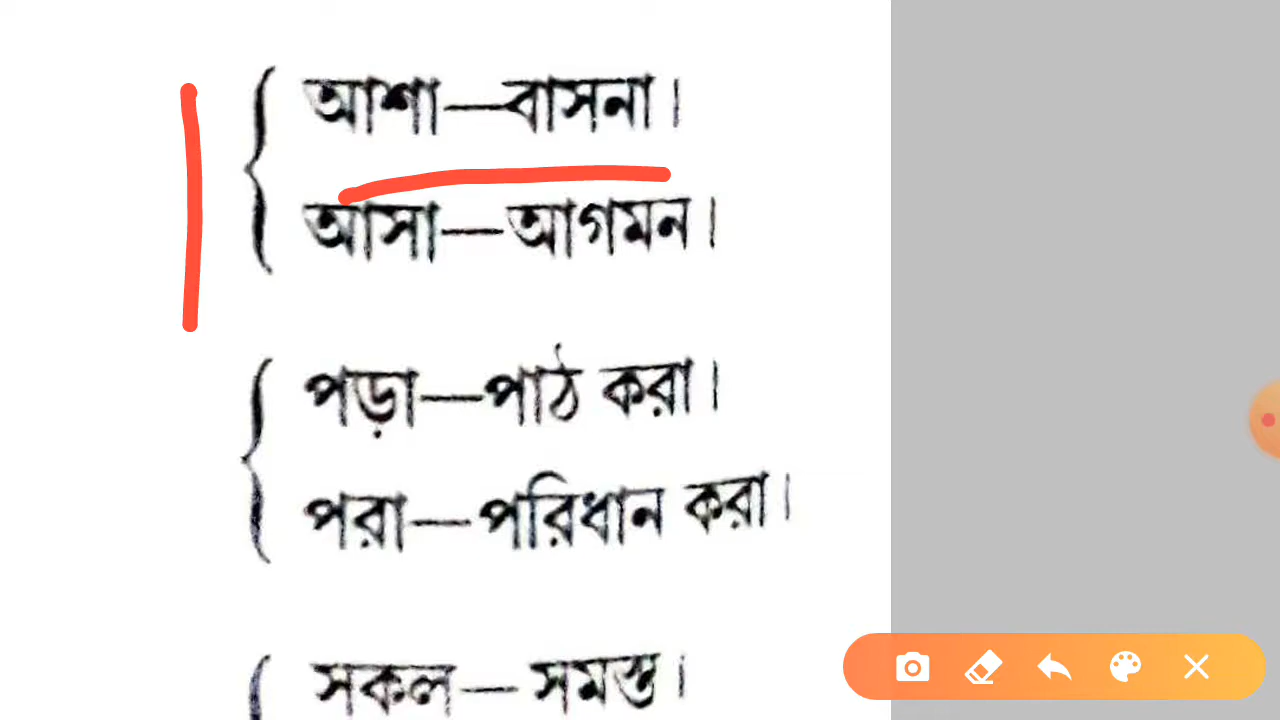 আশা—বাসনা।
আসা—আগমন।
পড়া—পাঠ করা।
পরা—পরিধান করা।
সকল—সমস্ত।